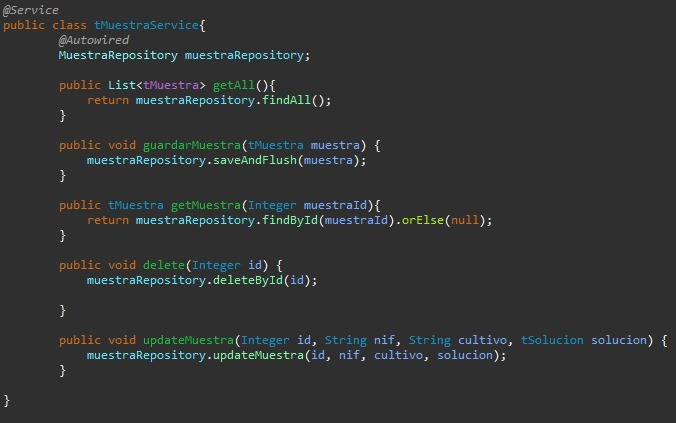 @Service
public class tMuestraService{
@Autowired
MuestraRepository muestraRepository;
public List<tMuestra> getAll(){
return muestraRepository.findAll();
}
public void guardarMuestra(tMuestra muestra) {
muestraRepository.saveAndFlush(muestra);
}
public tMuestra getMuestra(Integer muestraId){
return muestraRepository.findById(muestraId).orElse(null);
}
public void delete(Integer id) {
muestraRepository.deleteById(id);
}
public void updateMuestra(Integer id, String nif, String cultivo, tSolucion solucion) {
muestraRepository.updateMuestra(id, nif, cultivo, solucion);
}
}